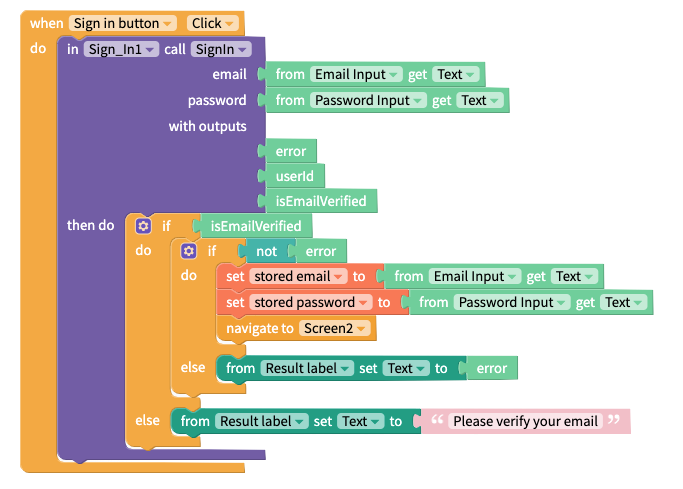 when Sign in button Click
do in Sign_In1 call SignIn
email from Email Input get Text
password from Password Input get Text
with outputs
error
userId
isEmailVerified
then do if isEmailVerified
do if not error
do set stored email to from Email Input get Text
set stored password to from Password Input get Text
navigate to Screen2
else from Result label set Text to error
else from Result label set Text to “ Please verify your email ”